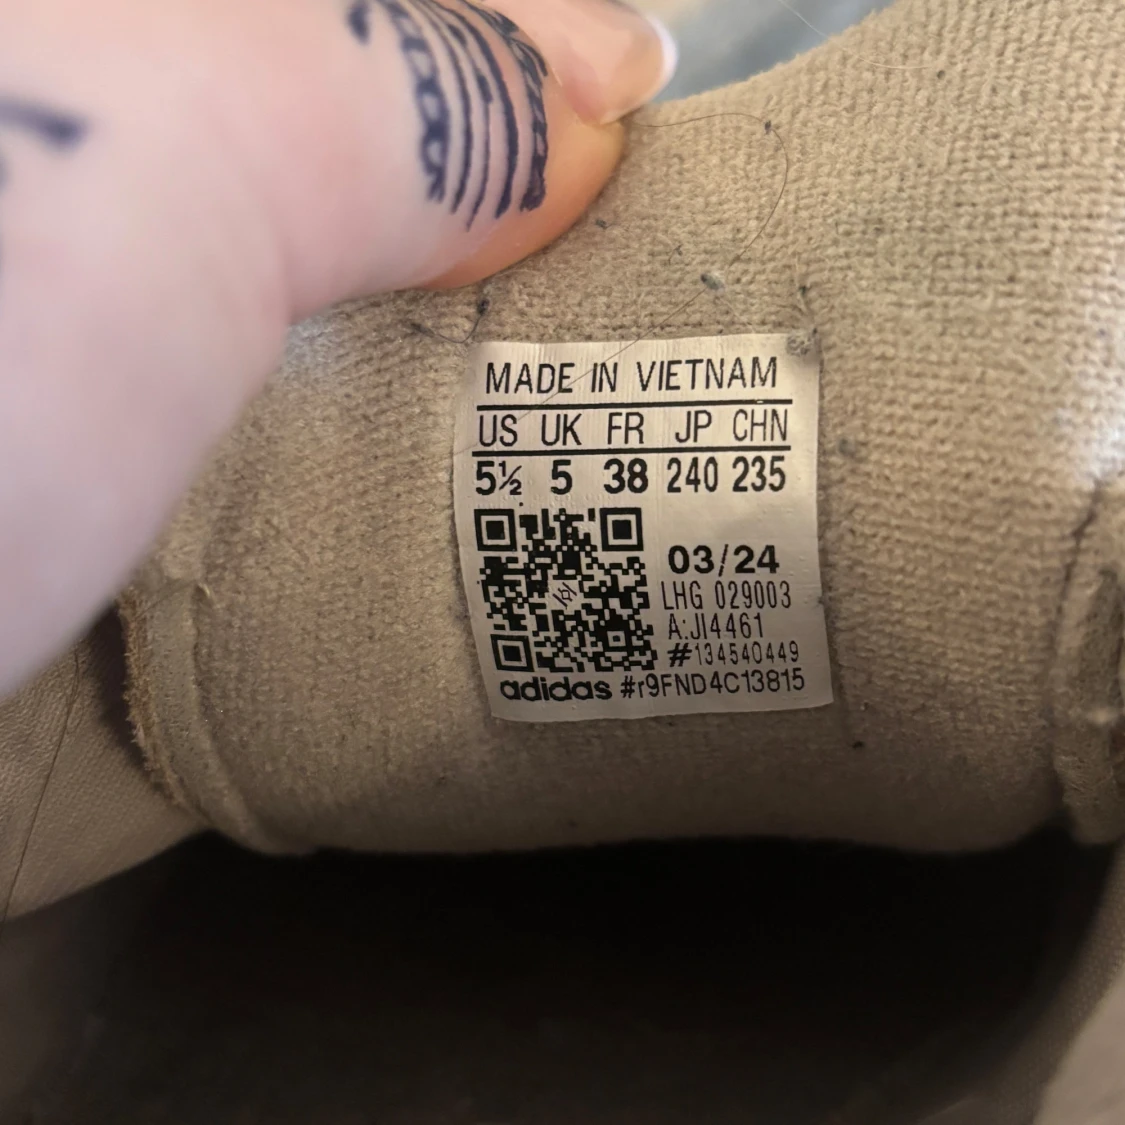 MADE IN VIETNAM
US UK FR JP CHN
5½ 5 38 240 235
03/24
LHG 029003
A:JI4461
#134540449
adidas #r9FND4C13815